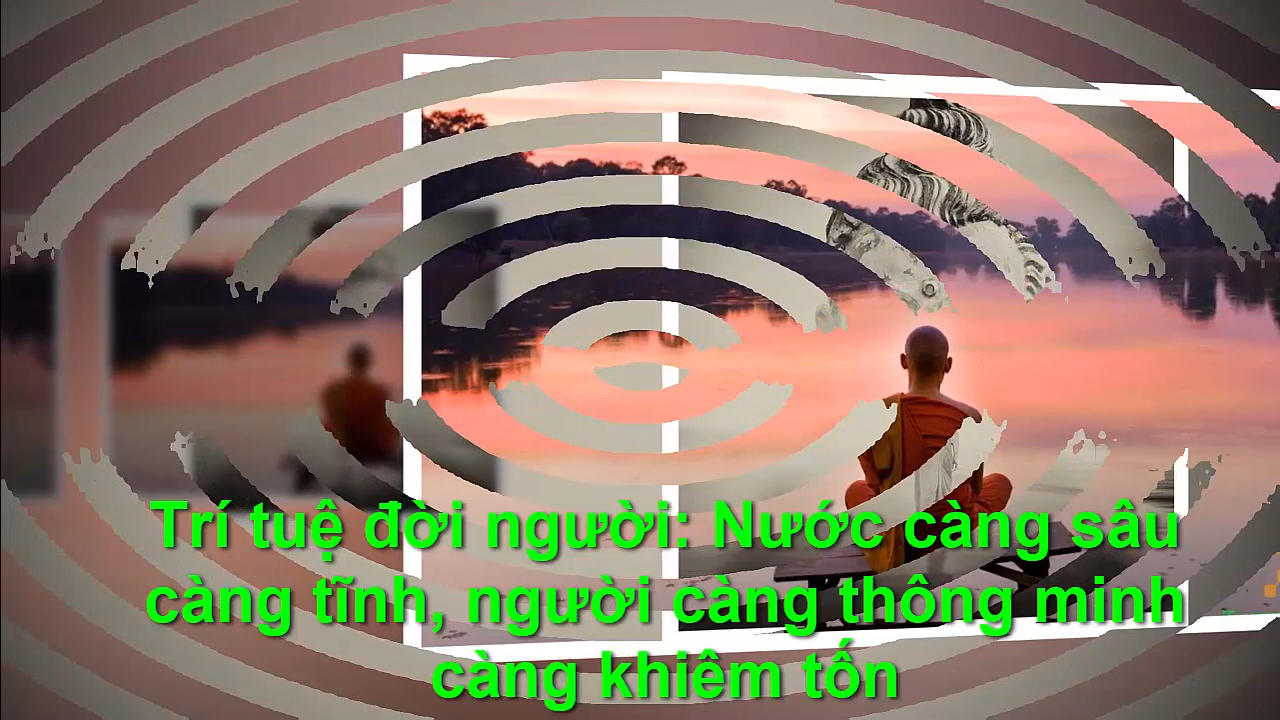 Trí tuệ đời người: Nước càng sâu
càng tĩnh, người càng thông minh
càng khiêm tốn